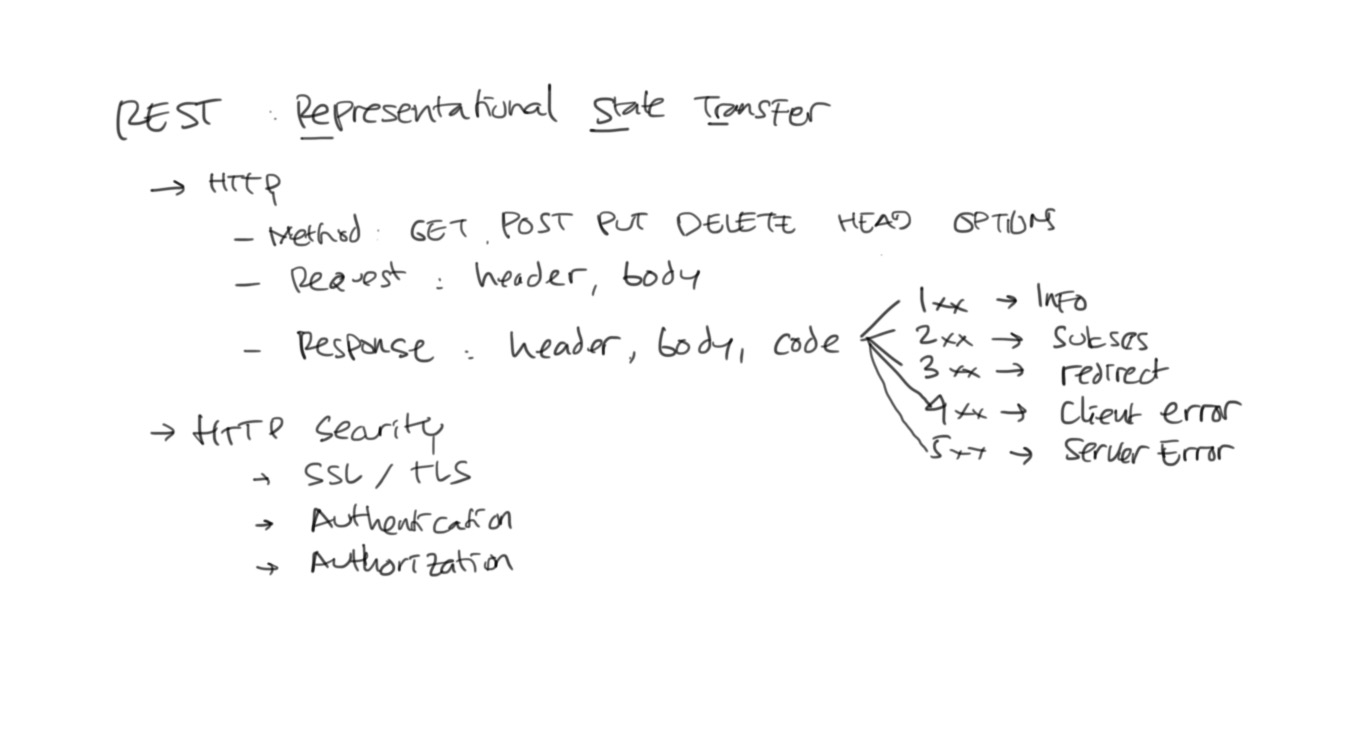 REST : Representational State Transfer
→ HTTP
- Method : GET POST PUT DELETE HEAD OPTIONS
- Request : header, body
- Response : header, body, code
1xx → Info
2xx → Sukses
3xx → redirect
4xx → Client error
5xx → Server Error
→ HTTP Security
→ SSL / TLS
→ Authentication
→ Authorization